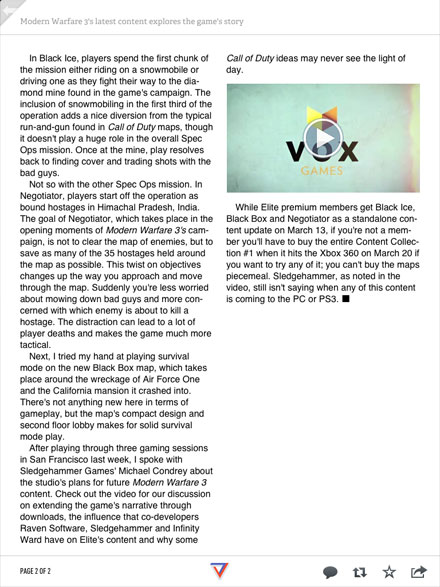 Modern Warfare 3's latest content explores the game's story
In Black Ice, players spend the first chunk of
the mission either riding on a snowmobile or
driving one as they fight their way to the dia-
mond mine found in the game's campaign. The
inclusion of snowmobiling in the first third of the
operation adds a nice diversion from the typical
run-and-gun found in Call of Duty maps, though
it doesn't play a huge role in the overall Spec
Ops mission. Once at the mine, play resolves
back to finding cover and trading shots with the
bad guys.
Not so with the other Spec Ops mission. In
Negotiator, players start off the operation as
bound hostages in Himachal Pradesh, India.
The goal of Negotiator, which takes place in the
opening moments of Modern Warfare 3's cam-
paign, is not to clear the map of enemies, but to
save as many of the 35 hostages held around
the map as possible. This twist on objectives
changes up the way you approach and move
through the map. Suddenly you're less worried
about mowing down bad guys and more con-
cerned with which enemy is about to kill a
hostage. The distraction can lead to a lot of
player deaths and makes the game much more
tactical.
Next, I tried my hand at playing survival
mode on the new Black Box map, which takes
place around the wreckage of Air Force One
and the California mansion it crashed into.
There's not anything new here in terms of
gameplay, but the map's compact design and
second floor lobby makes for solid survival
mode play.
After playing through three gaming sessions
in San Francisco last week, I spoke with
Sledgehammer Games' Michael Condrey about
the studio's plans for future Modern Warfare 3
content. Check out the video for our discussion
on extending the game's narrative through
downloads, the influence that co-developers
Raven Software, Sledgehammer and Infinity
Ward have on Elite's content and why some
Call of Duty ideas may never see the light of
day.
VOX
GAMES
While Elite premium members get Black Ice,
Black Box and Negotiator as a standalone con-
tent update on March 13, if you're not a mem-
ber you'll have to buy the entire Content Collec-
tion #1 when it hits the Xbox 360 on March 20 if
you want to try any of it; you can't buy the maps
piecemeal. Sledgehammer, as noted in the
video, still isn't saying when any of this content
is coming to the PC or PS3.
PAGE 2 OF 2